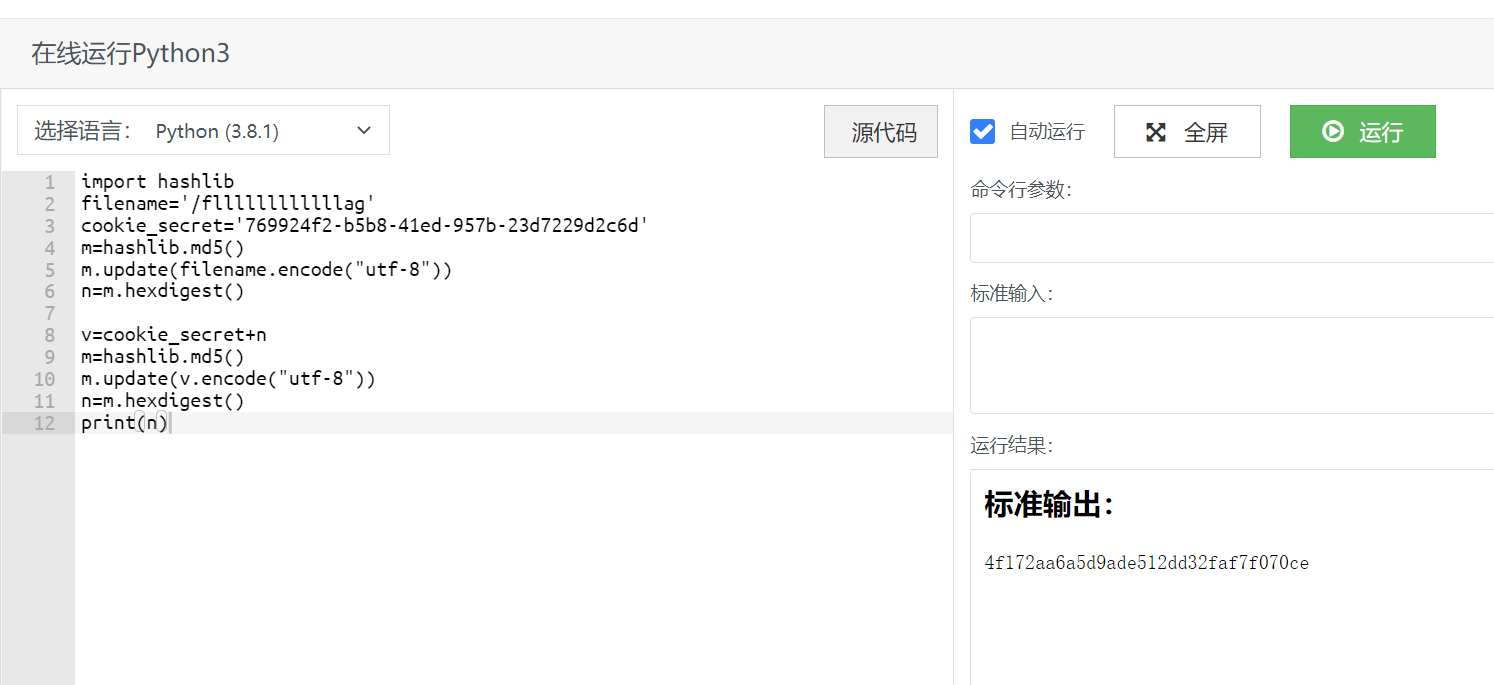 在线运行Python3
选择语言： Python (3.8.1)
源代码
自动运行
全屏
运行
1 import hashlib
2 filename='/fllllllllllllag'
3 cookie_secret='769924f2-b5b8-41ed-957b-23d7229d2c6d'
4 m=hashlib.md5()
5 m.update(filename.encode("utf-8"))
6 n=m.hexdigest()
7
8 v=cookie_secret+n
9 m=hashlib.md5()
10 m.update(v.encode("utf-8"))
11 n=m.hexdigest()
12 print(n)
命令行参数：
标准输入：
运行结果：
标准输出：
4f172aa6a5d9ade512dd32faf7f070ce